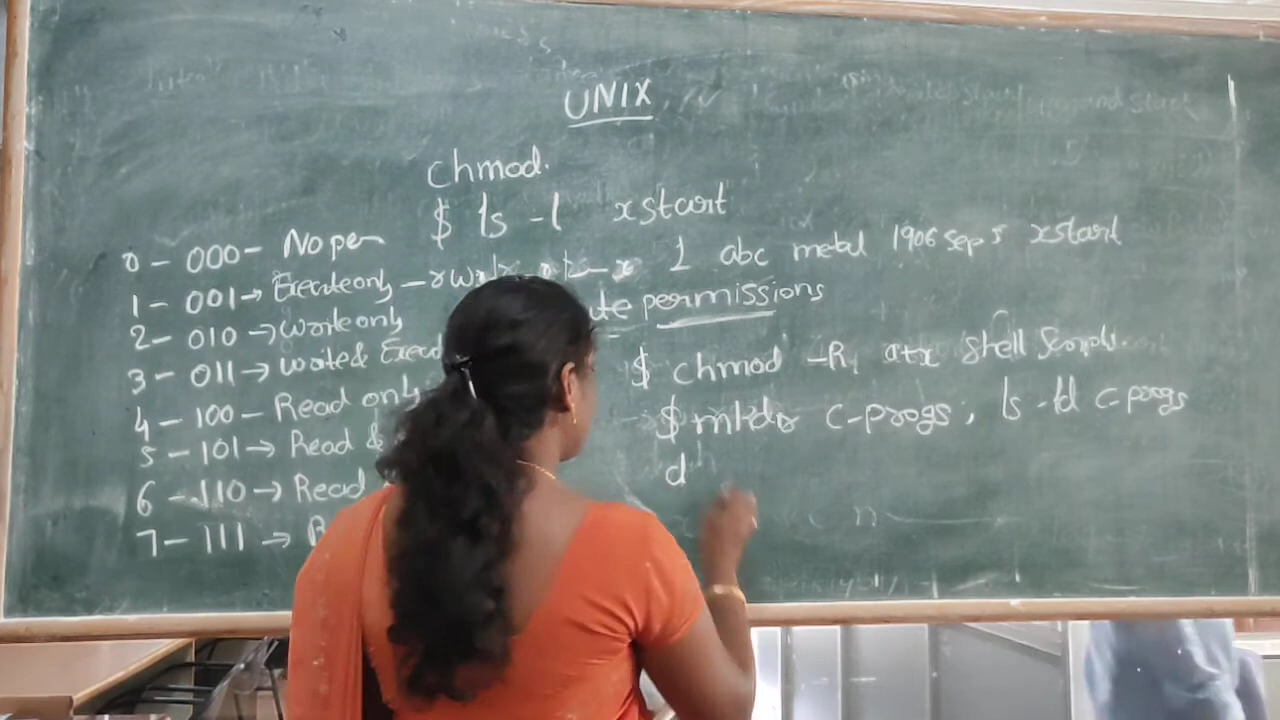 UNIX
chmod.
$ ls -l xstart
0 - 000 - No per
1 - 001 → Execute only - 1 abc metal 1906 Sep 5 xstart
2 - 010 → write only permissions
3 - 011 → write & $ chmod -R a+x shell Scripts.
4 - 100 - Read only $ mkdir c-progs ; ls -ld c-progs
5 - 101 → Read & d
6 - 110 → Read
7 - 111 →